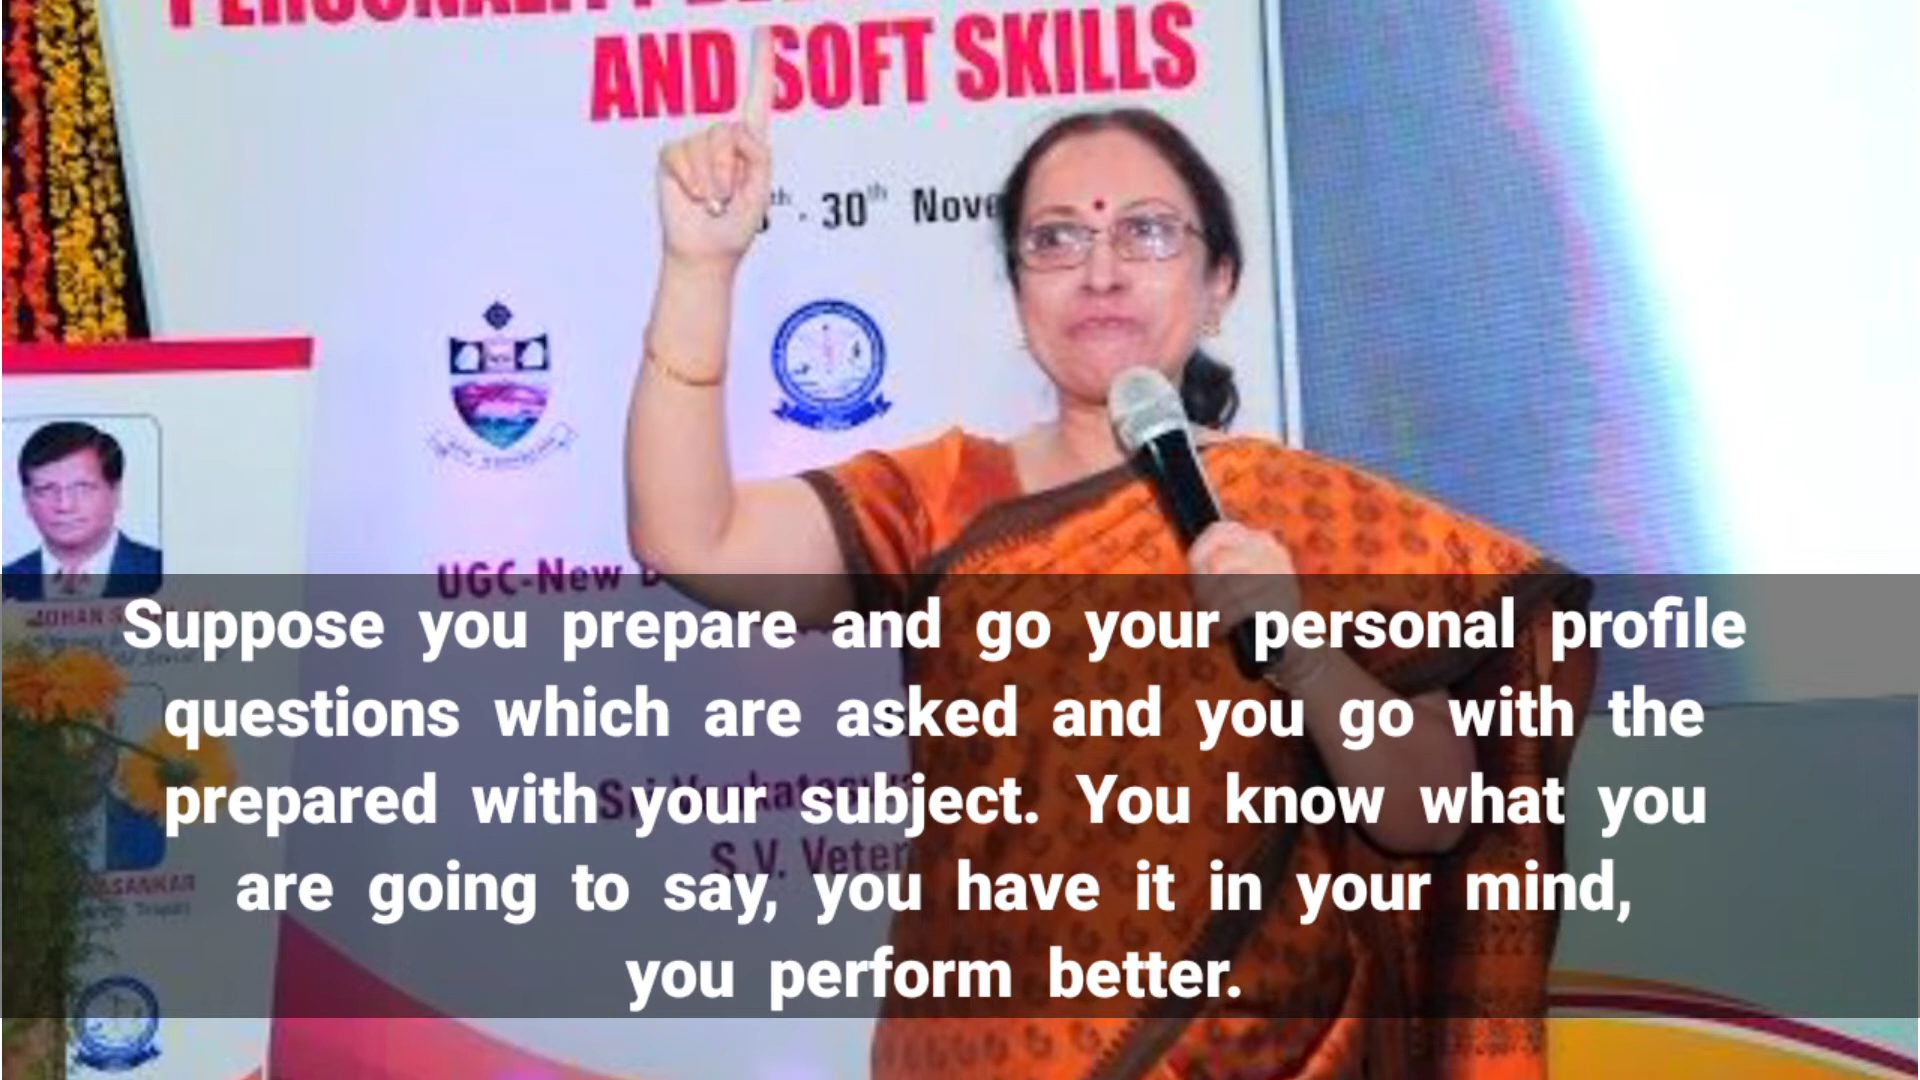 AND SOFT SKILLS
30th Nove
UGC-New
Suppose you prepare and go your personal profile
questions which are asked and you go with the
prepared with your subject. You know what you
are going to say, you have it in your mind,
you perform better.
S.V. Veter